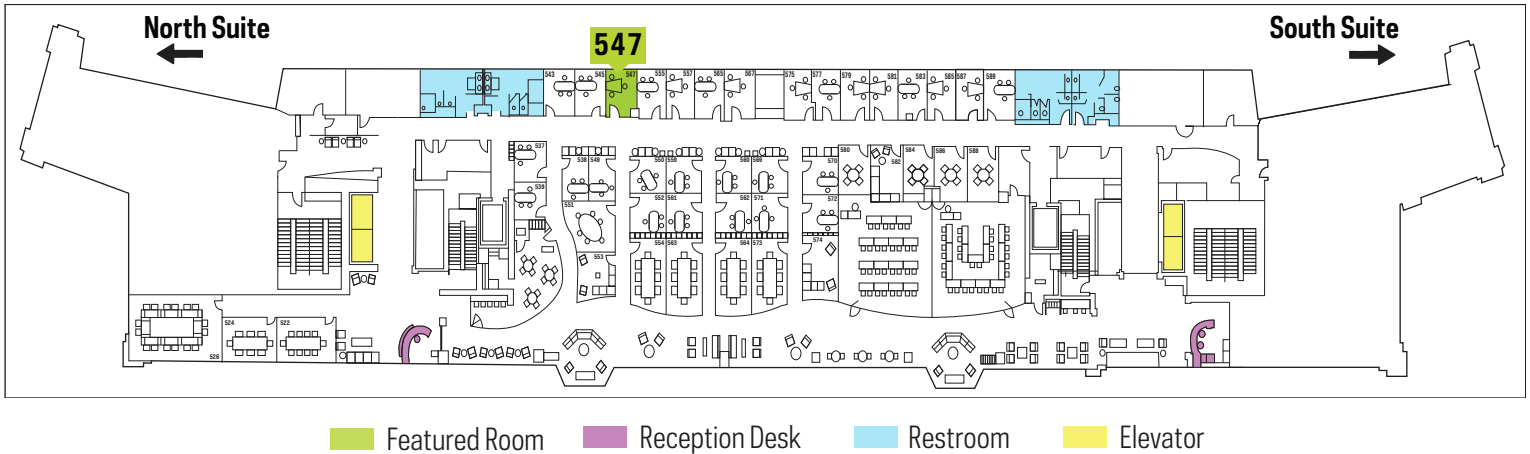 North Suite
South Suite
547
543 545 547 555 557 565 567 575 577 579 581 583 585 587 589
537 538 549 550 559 560 569 570 580 582 584 586 588
539
551 552 561 562 571 572
553 554 563 564 573 574
526 524 522
Featured Room
Reception Desk
Restroom
Elevator